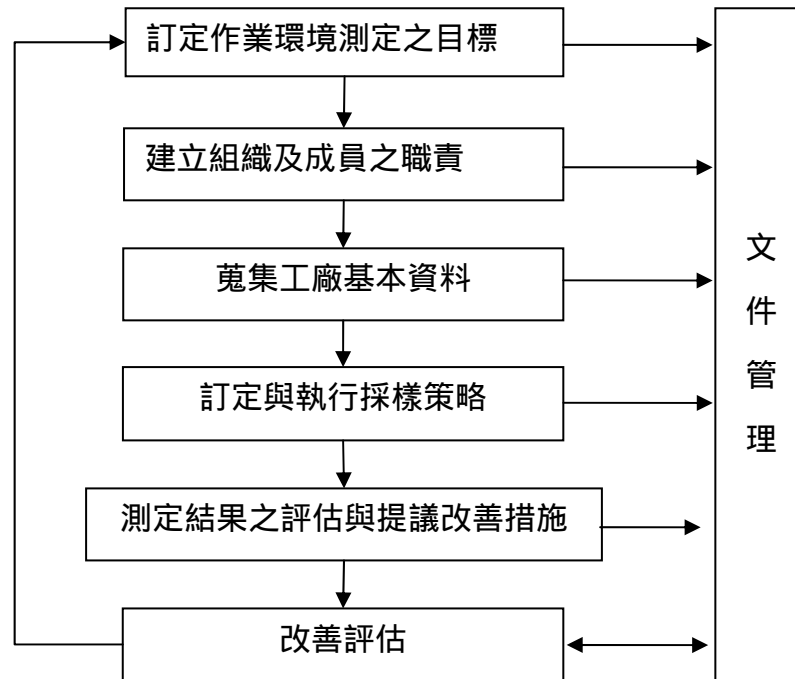 訂定作業環境測定之目標
建立組織及成員之職責
蒐集工廠基本資料
訂定與執行採樣策略
測定結果之評估與提議改善措施
改善評估
文件管理